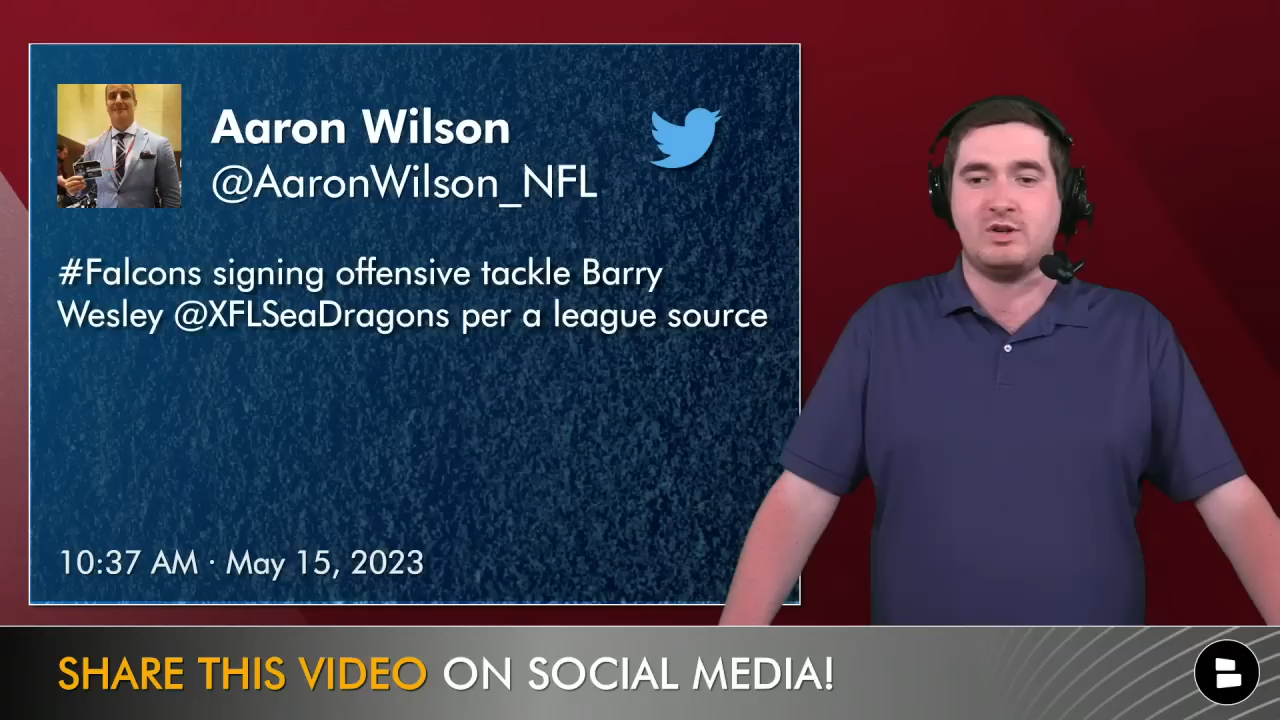 Aaron Wilson
@AaronWilson_NFL
#Falcons signing offensive tackle Barry
Wesley @XFLSeaDragons per a league source
10:37 AM · May 15, 2023
SHARE THIS VIDEO ON SOCIAL MEDIA!